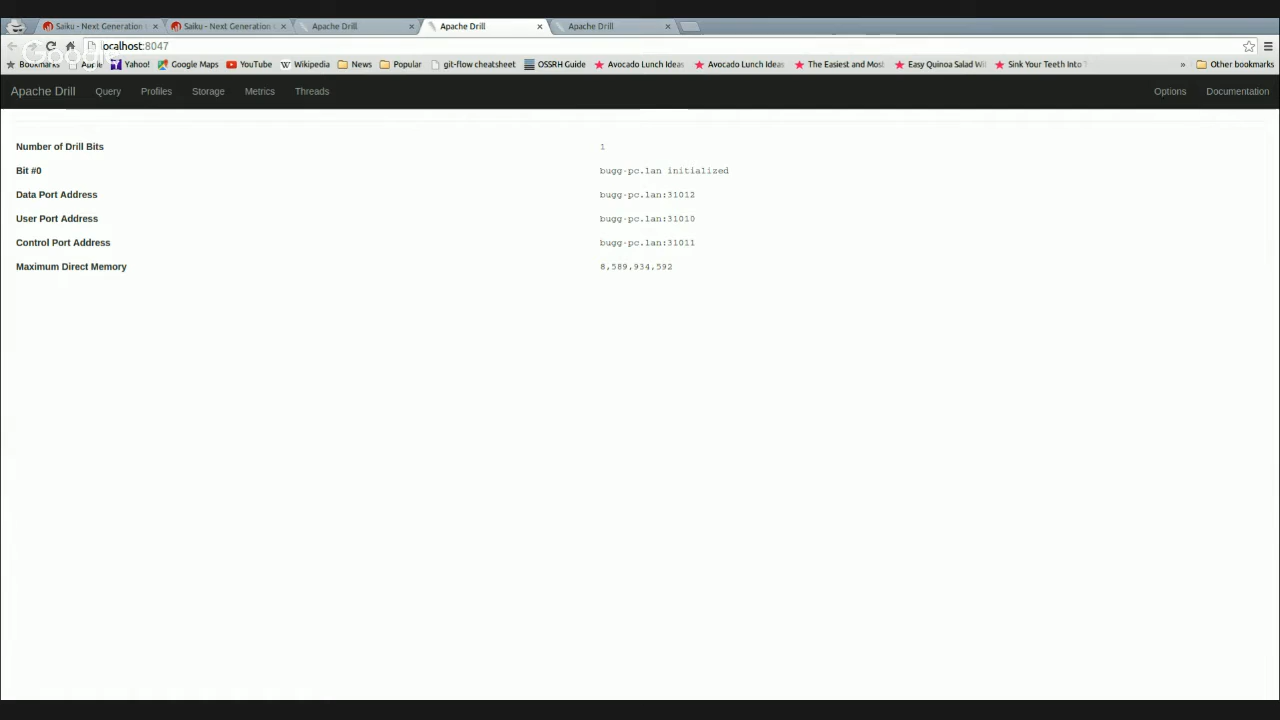 Saiku - Next Generation
Saiku - Next Generation
Apache Drill
Apache Drill
Apache Drill
localhost:8047
Google
Bookmarks
Apple
Yahoo!
Google Maps
YouTube
Wikipedia
News
Popular
git-flow cheatsheet
OSSRH Guide
Avocado Lunch Ideas
Avocado Lunch Ideas
The Easiest and Mos
Easy Quinoa Salad Wi
Sink Your Teeth Into T
»
Other bookmarks
Apache Drill Query Profiles Storage Metrics Threads Options Documentation
Number of Drill Bits 1
Bit #0 bugg-pc.lan initialized
Data Port Address bugg-pc.lan:31012
User Port Address bugg-pc.lan:31010
Control Port Address bugg-pc.lan:31011
Maximum Direct Memory 8,589,934,592